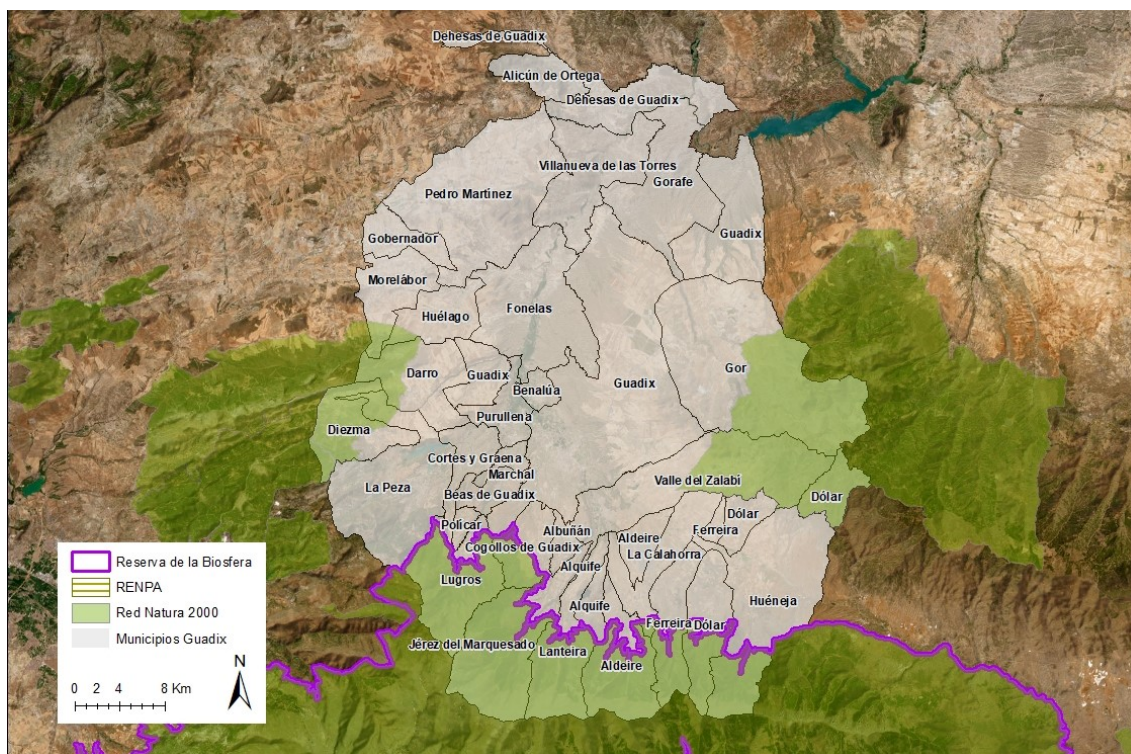 Dehesas de Guadix
Alicún de Ortega
Dehesas de Guadix
Villanueva de las Torres
Gorafe
Pedro Martínez
Guadix
Gobernador
Morelábor
Fonelas
Huélago
Darro
Guadix
Gor
Guadix
Benalúa
Purullena
Diezma
Cortes y Graena
Marchal
Valle del Zalabí
La Peza
Beas de Guadix
Dólar
Dólar
Policar
Albuñán
Aldeire
Ferreira
Cogollos de Guadix
La Calahorra
Lugros
Alquife
Huéneja
Alquife
Ferreira
Dólar
Jérez del Marquesado
Lanteira
Aldeire
Reserva de la Biosfera
RENPA
Red Natura 2000
Municipios Guadix
N
0 2 4 8 Km